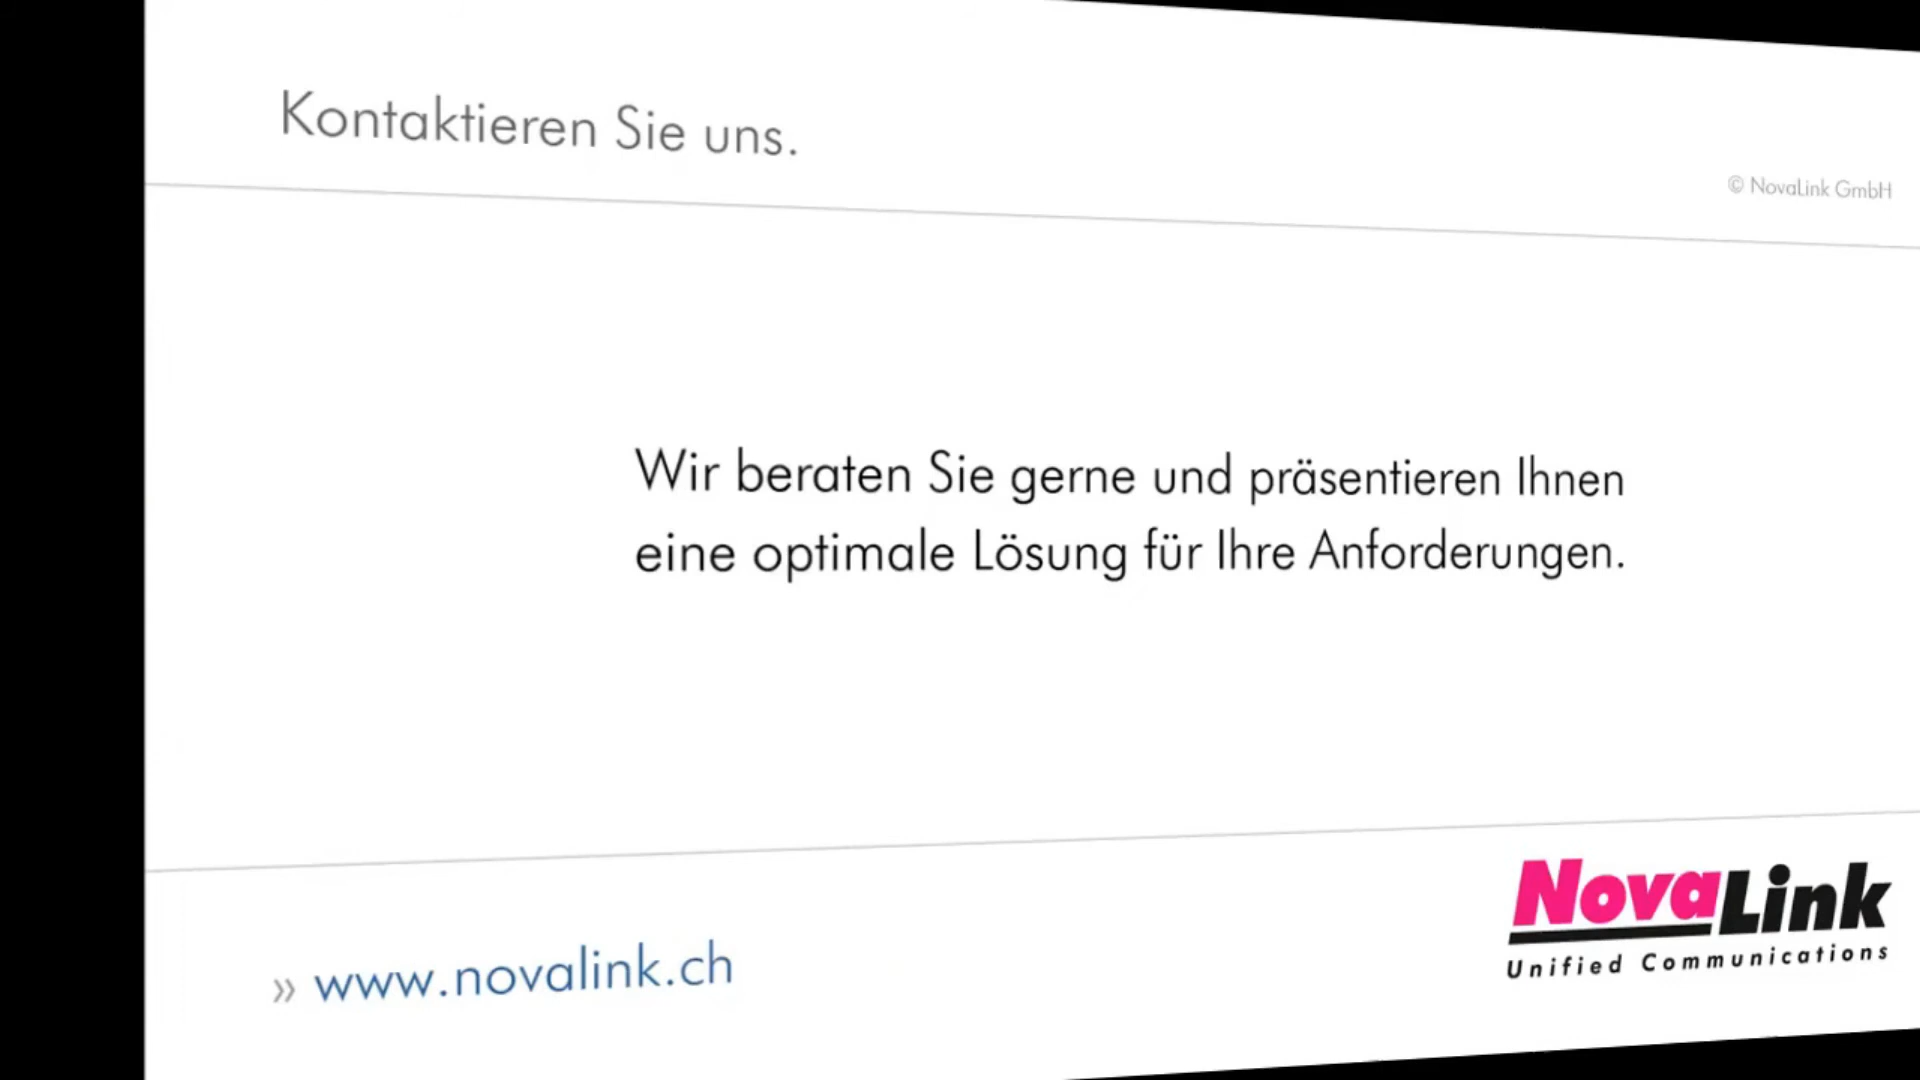 Kontaktieren Sie uns.
© NovaLink GmbH
Wir beraten Sie gerne und präsentieren Ihnen
eine optimale Lösung für Ihre Anforderungen.
» www.novalink.ch
NovaLink
Unified Communications